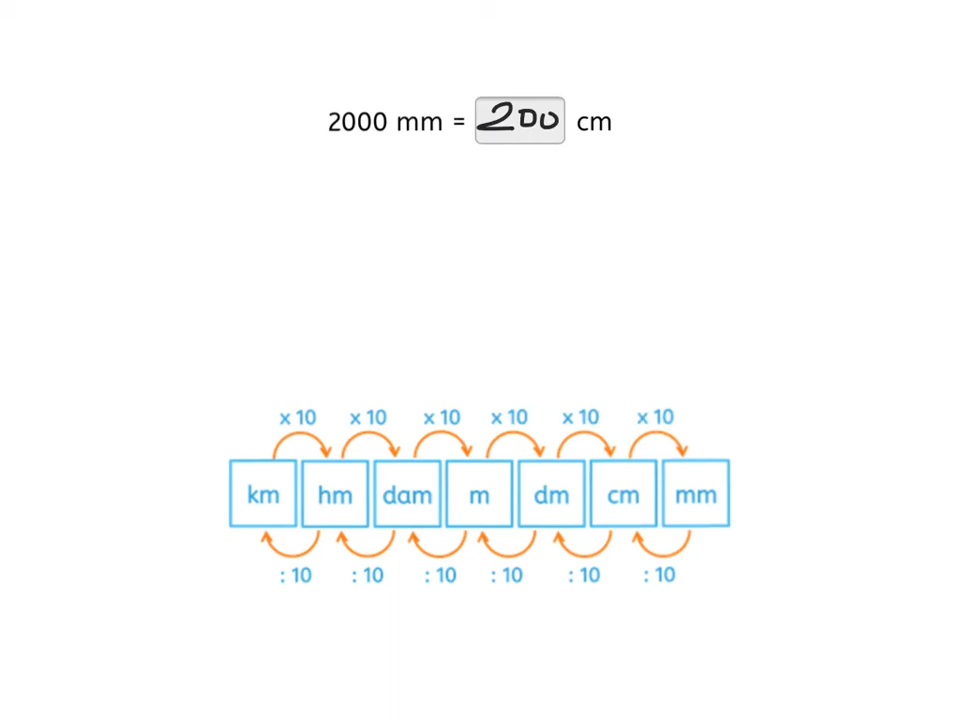 2000 mm = 200 cm
x 10 x 10 x 10 x 10 x 10 x 10
km hm dam m dm cm mm
: 10 : 10 : 10 : 10 : 10 : 10